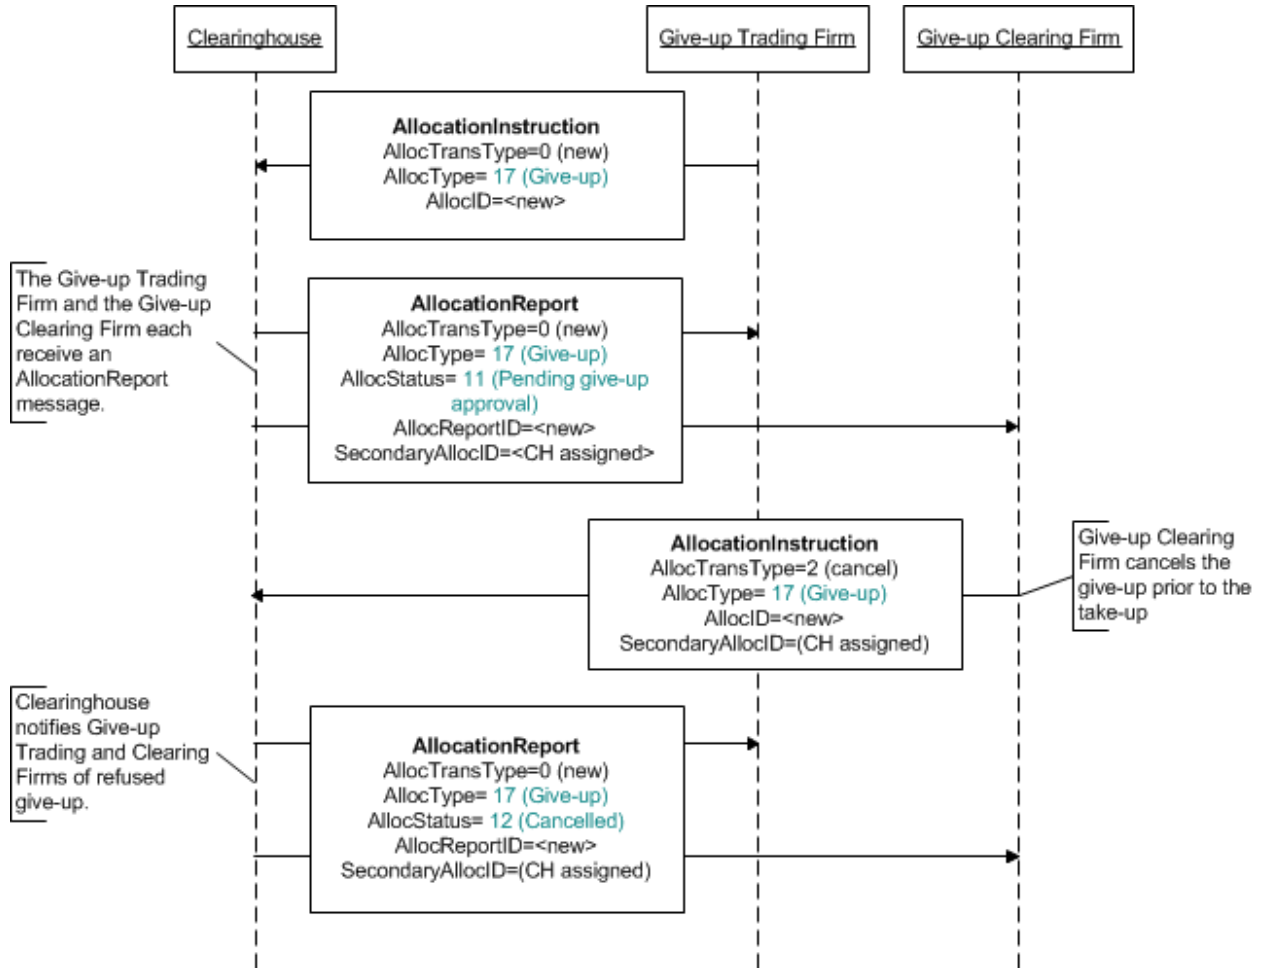 Clearinghouse
Give-up Trading Firm
Give-up Clearing Firm
AllocationInstruction
AllocTransType=0 (new)
AllocType= 17 (Give-up)
AllocID=<new>
The Give-up Trading
Firm and the Give-up
Clearing Firm each
receive an
AllocationReport
message.
AllocationReport
AllocTransType=0 (new)
AllocType= 17 (Give-up)
AllocStatus= 11 (Pending give-up
approval)
AllocReportID=<new>
SecondaryAllocID=<CH assigned>
AllocationInstruction
AllocTransType=2 (cancel)
AllocType= 17 (Give-up)
AllocID=<new>
SecondaryAllocID=(CH assigned)
Give-up Clearing
Firm cancels the
give-up prior to the
take-up
Clearinghouse
notifies Give-up
Trading and Clearing
Firms of refused
give-up.
AllocationReport
AllocTransType=0 (new)
AllocType= 17 (Give-up)
AllocStatus= 12 (Cancelled)
AllocReportID=<new>
SecondaryAllocID=(CH assigned)